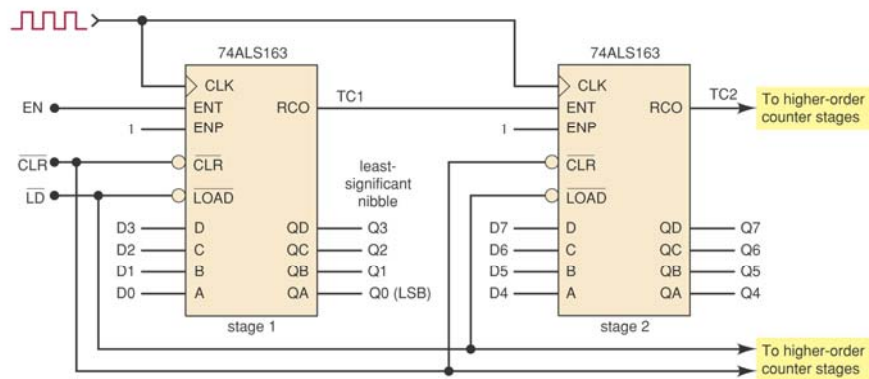 74ALS163
74ALS163
CLK
CLK
EN
ENT
RCO
TC1
ENT
RCO
TC2
To higher-order
counter stages
1
ENP
1
ENP
CLR
CLR
CLR
least-
significant
nibble
LD
LOAD
LOAD
D3
D
QD
Q3
D7
D
QD
Q7
D2
C
QC
Q2
D6
C
QC
Q6
D1
B
QB
Q1
D5
B
QB
Q5
D0
A
QA
Q0 (LSB)
D4
A
QA
Q4
stage 1
stage 2
To higher-order
counter stages